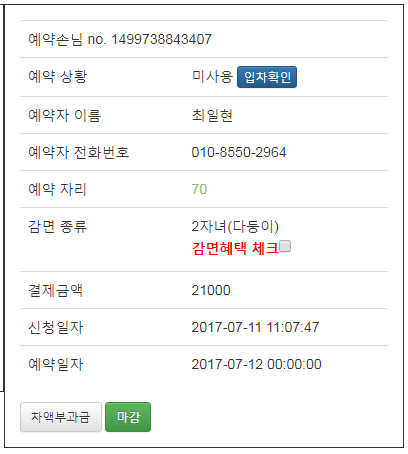 예약손님 no. 1499738843407
예약 상황 미사용 입차확인
예약자 이름 최일현
예약자 전화번호 010-8550-2964
예약 자리 70
감면 종류 2자녀(다둥이)
감면혜택 체크
결제금액 21000
신청일자 2017-07-11 11:07:47
예약일자 2017-07-12 00:00:00
차액부과금 마감